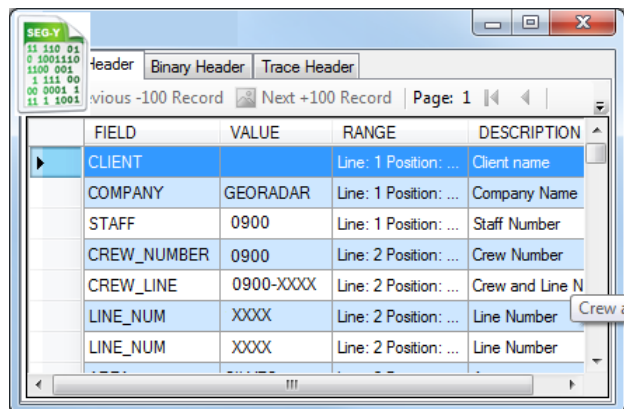 SEG-Y
11 110 01
0 1001110
1100 001
1 111 00
00 0001 1
11 1 1001
Header Binary Header Trace Header
vious -100 Record Next +100 Record Page: 1
FIELD VALUE RANGE DESCRIPTION
CLIENT Line: 1 Position: ... Client name
COMPANY GEORADAR Line: 1 Position: ... Company Name
STAFF 0900 Line: 1 Position: ... Staff Number
CREW_NUMBER 0900 Line: 2 Position: ... Crew Number
CREW_LINE 0900-XXXX Line: 2 Position: ... Crew and Line N
Crew a
LINE_NUM XXXX Line: 2 Position: ... Line Number
LINE_NUM XXXX Line: 2 Position: ... Line Number